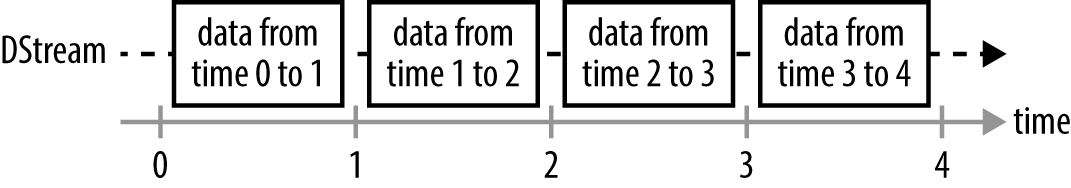 DStream
data from
time 0 to 1
data from
time 1 to 2
data from
time 2 to 3
data from
time 3 to 4
time
0
1
2
3
4